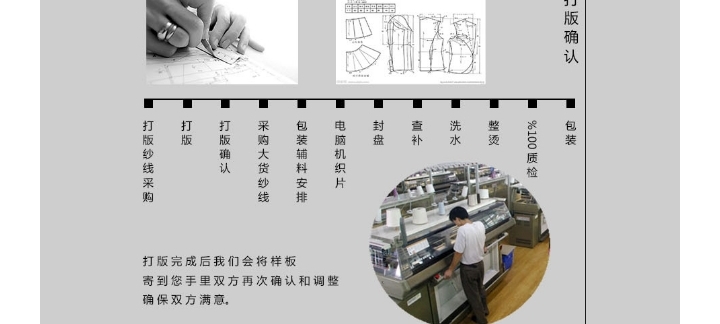 打版确认
打版纱线采购
打版
打版确认
采购大货纱线
包装辅料安排
电脑机织片
封盘
查补
洗水
整烫
%100质检
包装
打版完成后我们会将样板
寄到您手里双方再次确认和调整
确保双方满意。